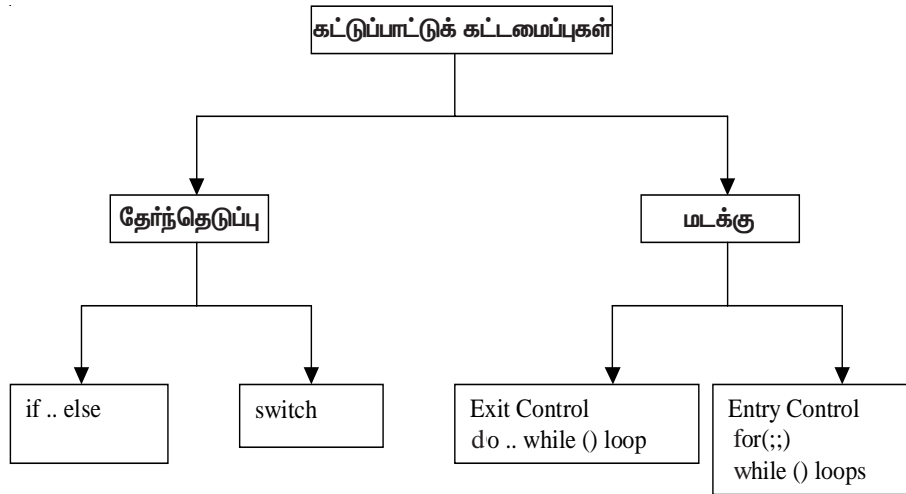 கட்டுப்பாட்டுக் கட்டமைப்புகள்
தேர்ந்தெடுப்பு
மடக்கு
if .. else
switch
Exit Control
do .. while () loop
Entry Control
for(;;)
while () loops